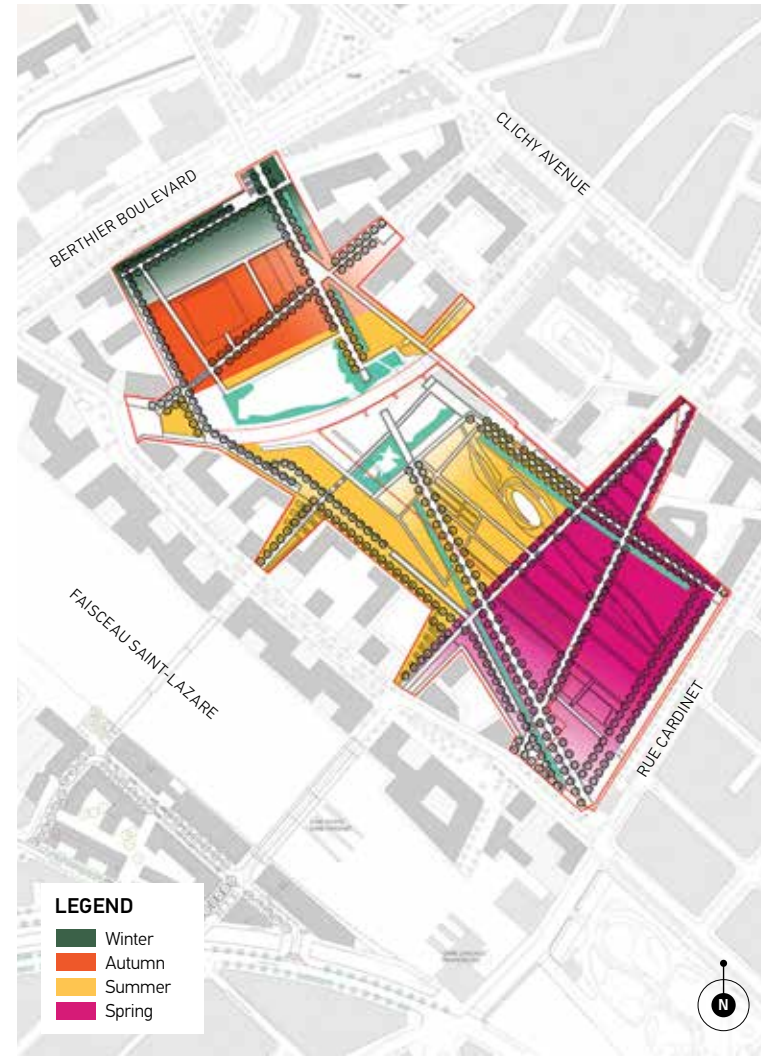 CLICHY AVENUE
BERTHIER BOULEVARD
FAISCEAU SAINT-LAZARE
RUE CARDINET
LEGEND
Winter
Autumn
Summer
Spring
N